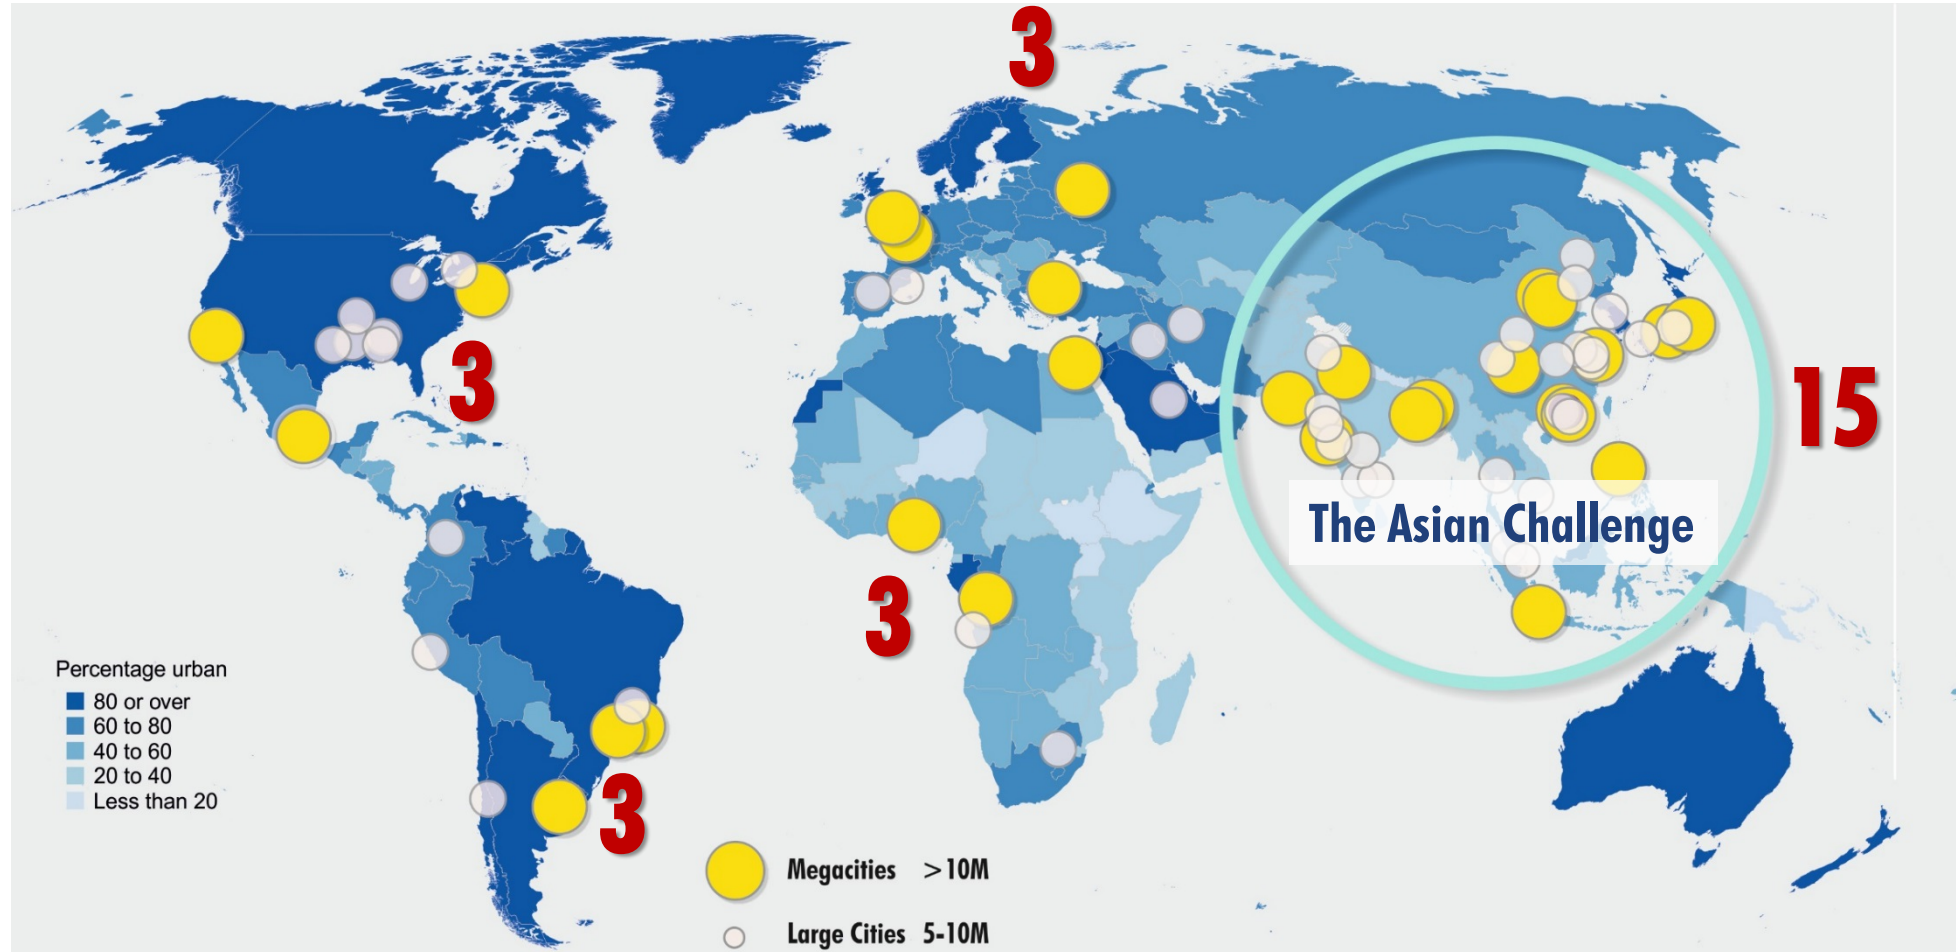 3
3
15
The Asian Challenge
3
3
Percentage urban
80 or over
60 to 80
40 to 60
20 to 40
Less than 20
Megacities >10M
Large Cities 5-10M